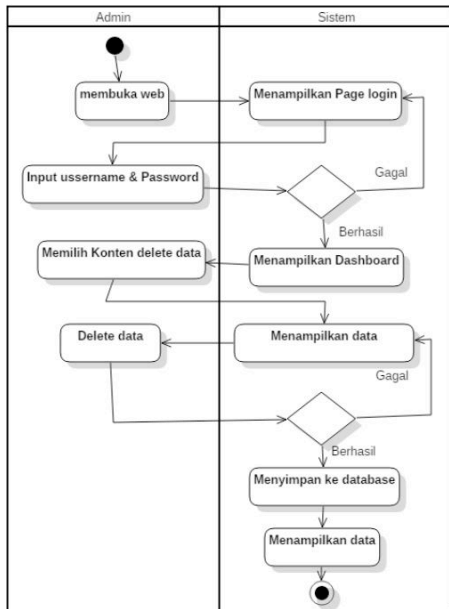 Admin
Sistem
membuka web
Menampilkan Page login
Input ussername & Password
Gagal
Berhasil
Memilih Konten delete data
Menampilkan Dashboard
Delete data
Menampilkan data
Gagal
Berhasil
Menyimpan ke database
Menampilkan data